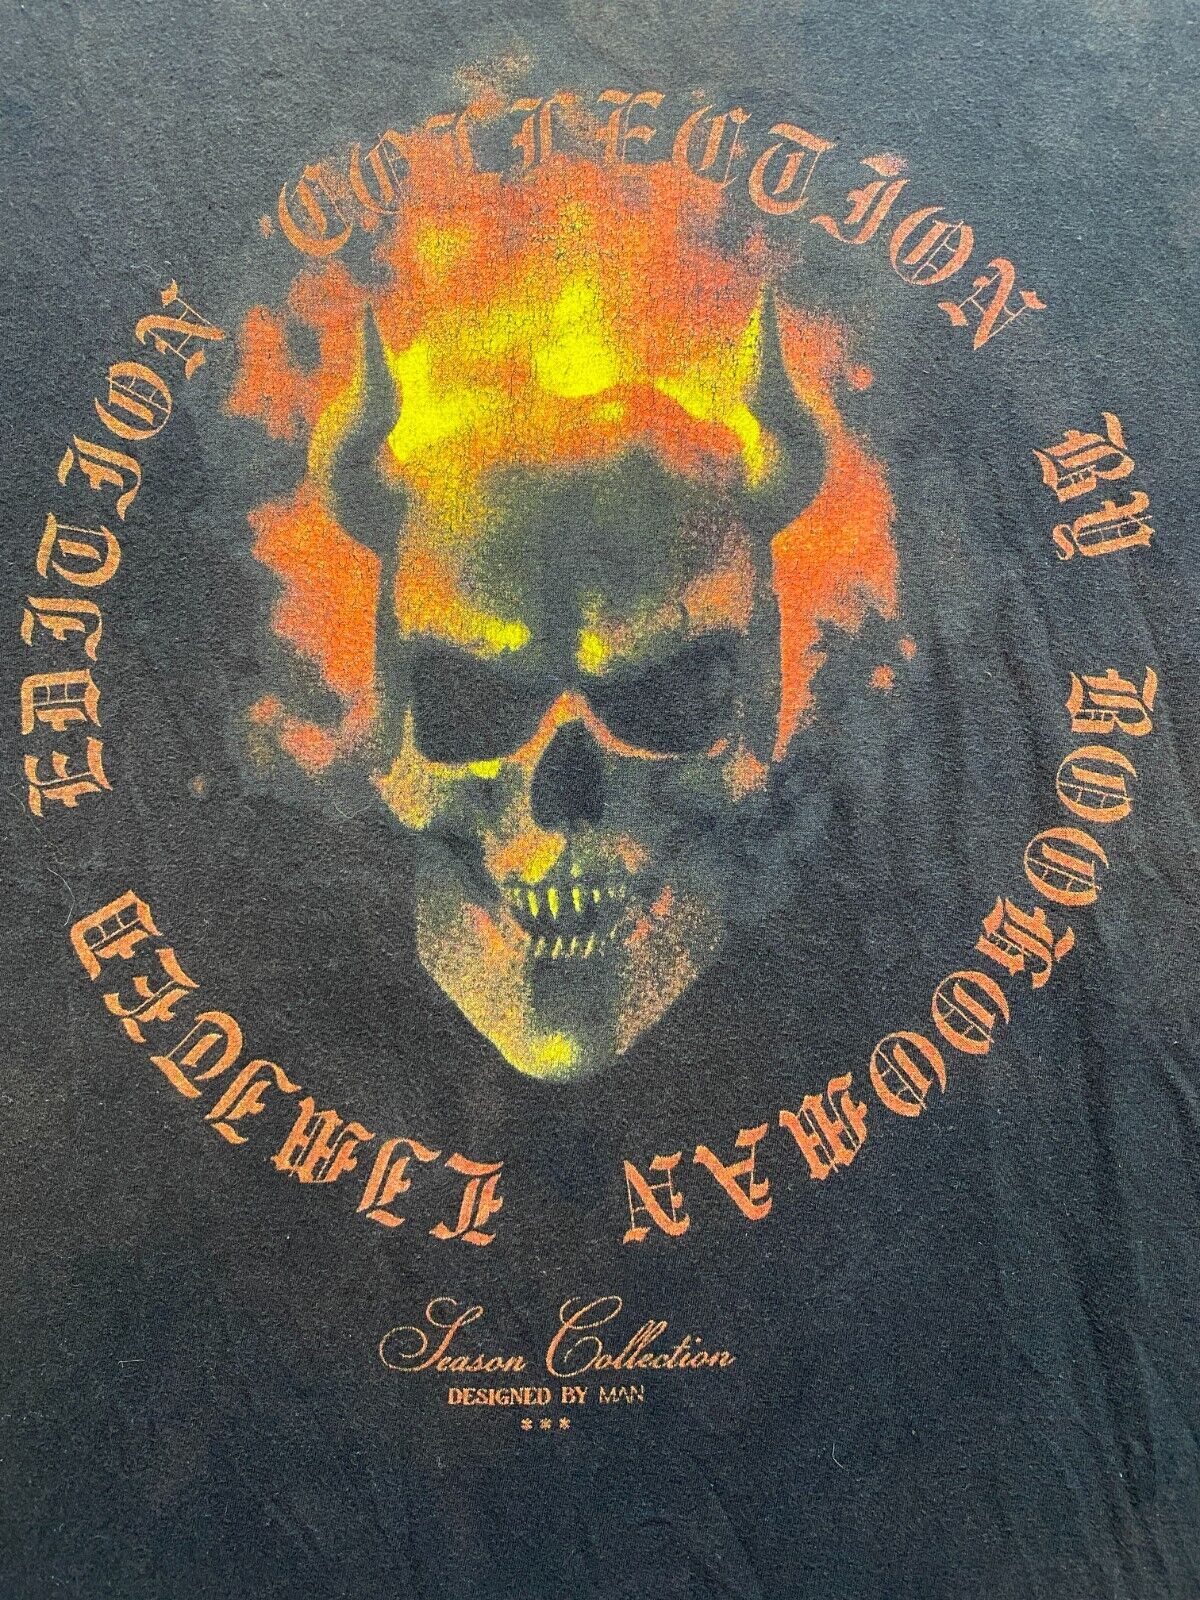 LIMITED EDITION COLLECTION BY BOOHOOMAN
Season Collection
DESIGNED BY MAN
***